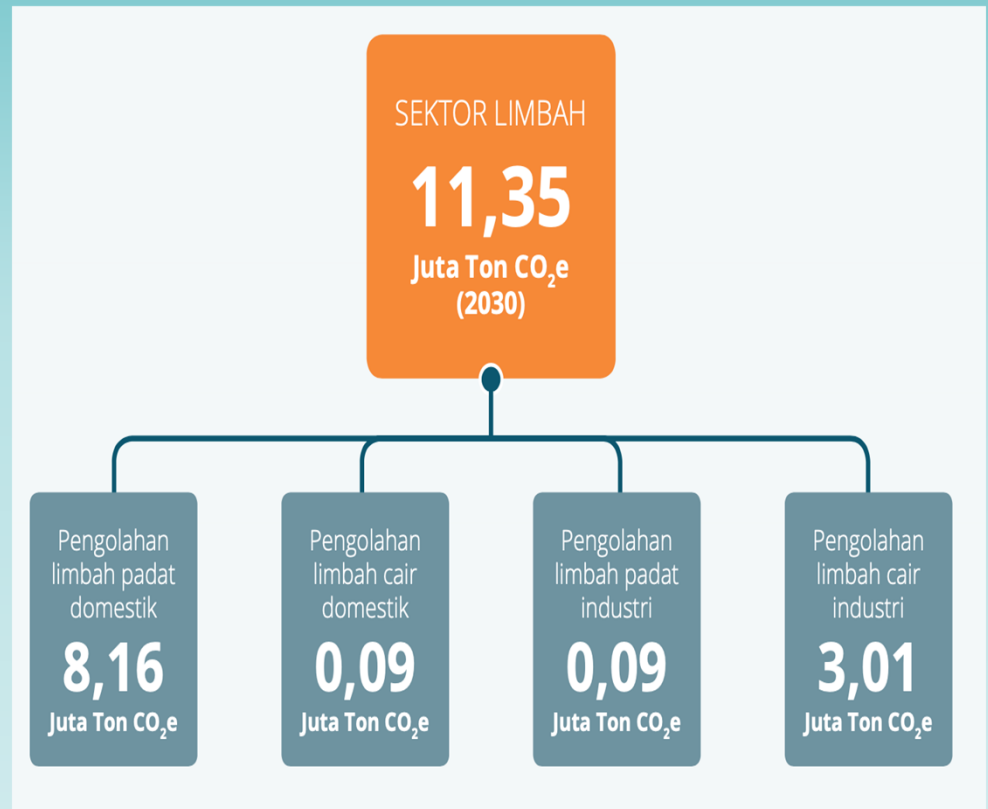 SEKTOR LIMBAH
11,35
Juta Ton CO₂e
(2030)
Pengolahan
limbah padat
domestik
8,16
Juta Ton CO₂e
Pengolahan
limbah cair
domestik
0,09
Juta Ton CO₂e
Pengolahan
limbah padat
industri
0,09
Juta Ton CO₂e
Pengolahan
limbah cair
industri
3,01
Juta Ton CO₂e